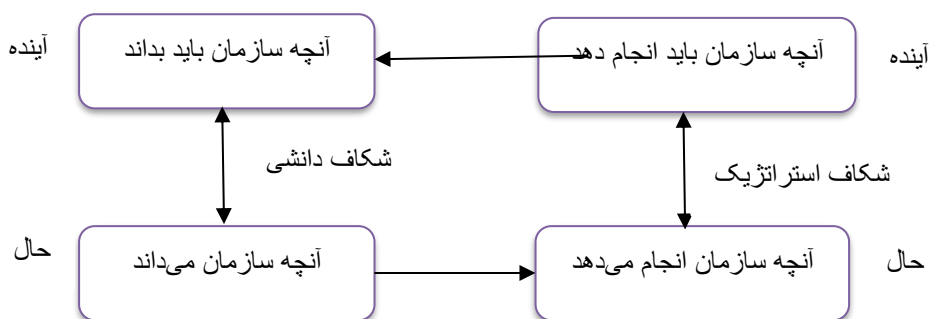 آینده
آنچه سازمان باید انجام دهد
آنچه سازمان باید بداند
آینده
شکاف استراتژیک
شکاف دانشی
حال
آنچه سازمان انجام می‌دهد
آنچه سازمان می‌داند
حال